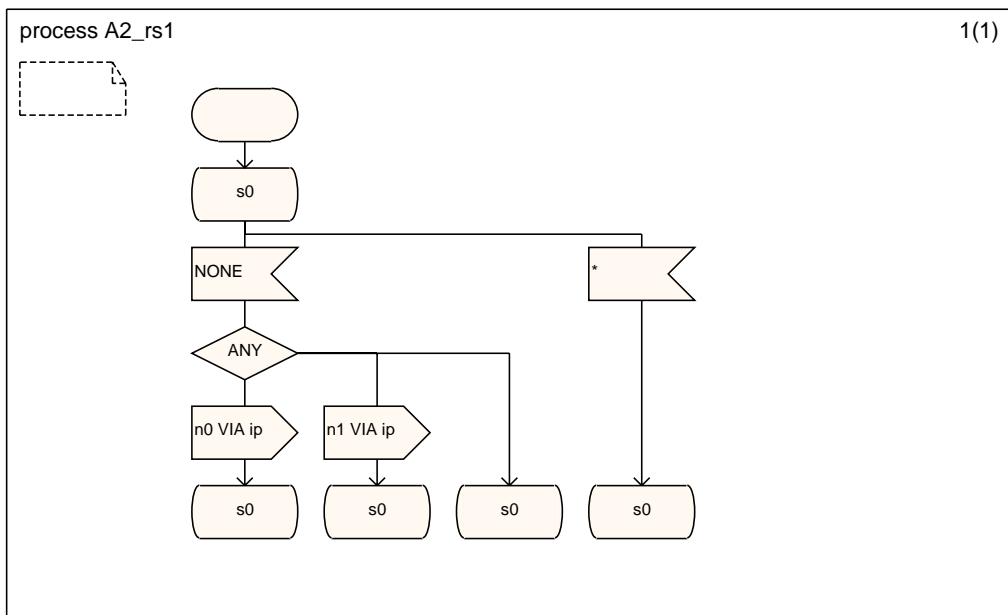 process A2_rs1
1(1)
s0
NONE
*
ANY
n0 VIA ip
n1 VIA ip
s0
s0
s0
s0